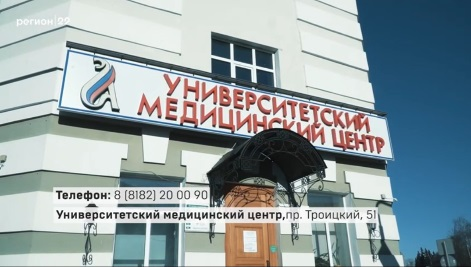 регион 29
УНИВЕРСИТЕТСКИЙ
МЕДИЦИНСКИЙ ЦЕНТР
Телефон: 8 (8182) 20 00 90
Университетский медицинский центр, пр. Троицкий, 51